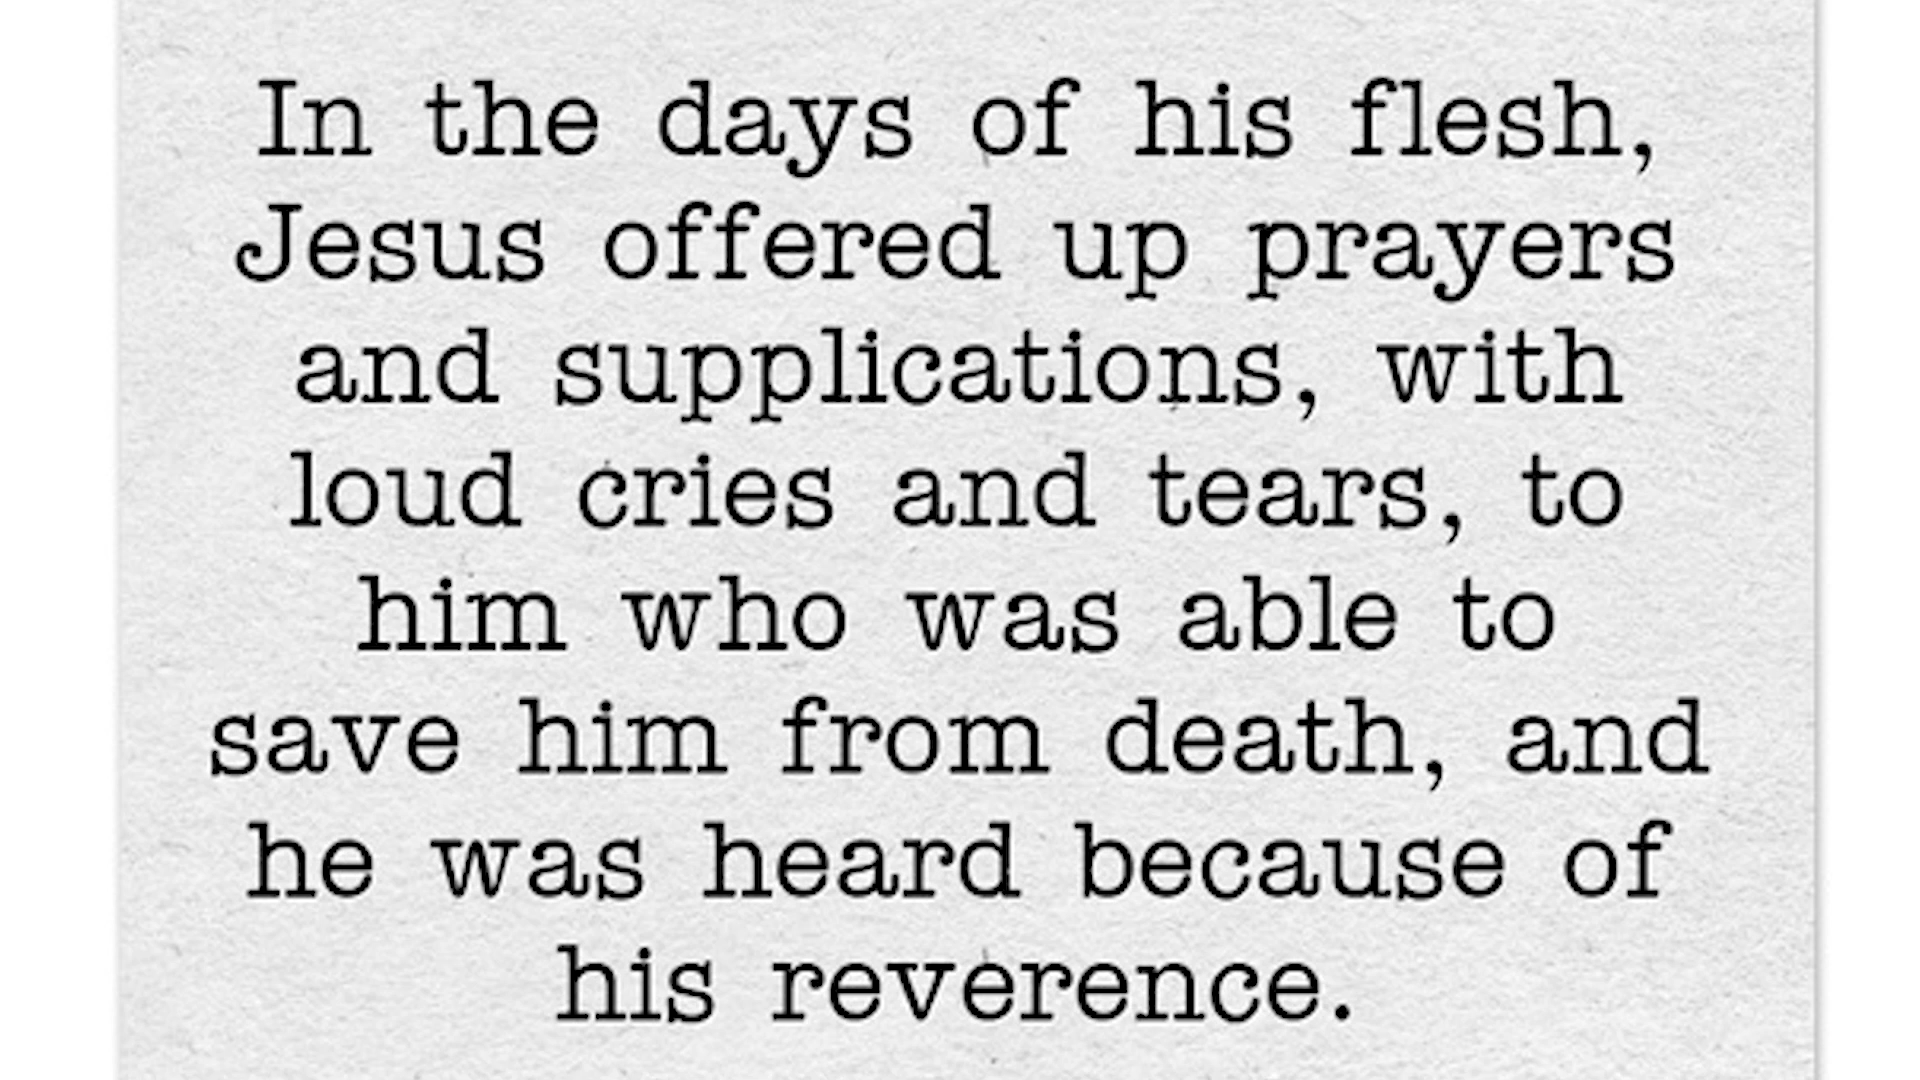 In the days of his flesh,
Jesus offered up prayers
and supplications, with
loud cries and tears, to
him who was able to
save him from death, and
he was heard because of
his reverence.